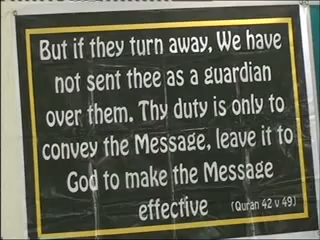 But if they turn away, We have
not sent thee as a guardian
over them. Thy duty is only to
convey the Message, leave it to
God to make the Message
effective (Quran 42 v 49)